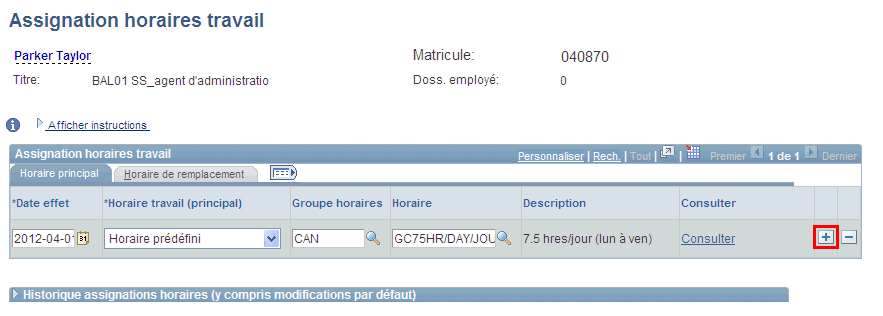 Assignation horaires travail
Parker Taylor Matricule: 040870
Titre: BAL01 SS_agent d'administratio Doss. employé: 0
Afficher instructions
Assignation horaires travail Personnaliser | Rech. | Tout | | Premier 1 de 1 Dernier
Horaire principal Horaire de remplacement
*Date effet *Horaire travail (principal) Groupe horaires Horaire Description Consulter
2012-04-01 31 Horaire prédéfini CAN GC75HR/DAY/JOU 7.5 hres/jour (lun à ven) Consulter + −
Historique assignations horaires (y compris modifications par défaut)